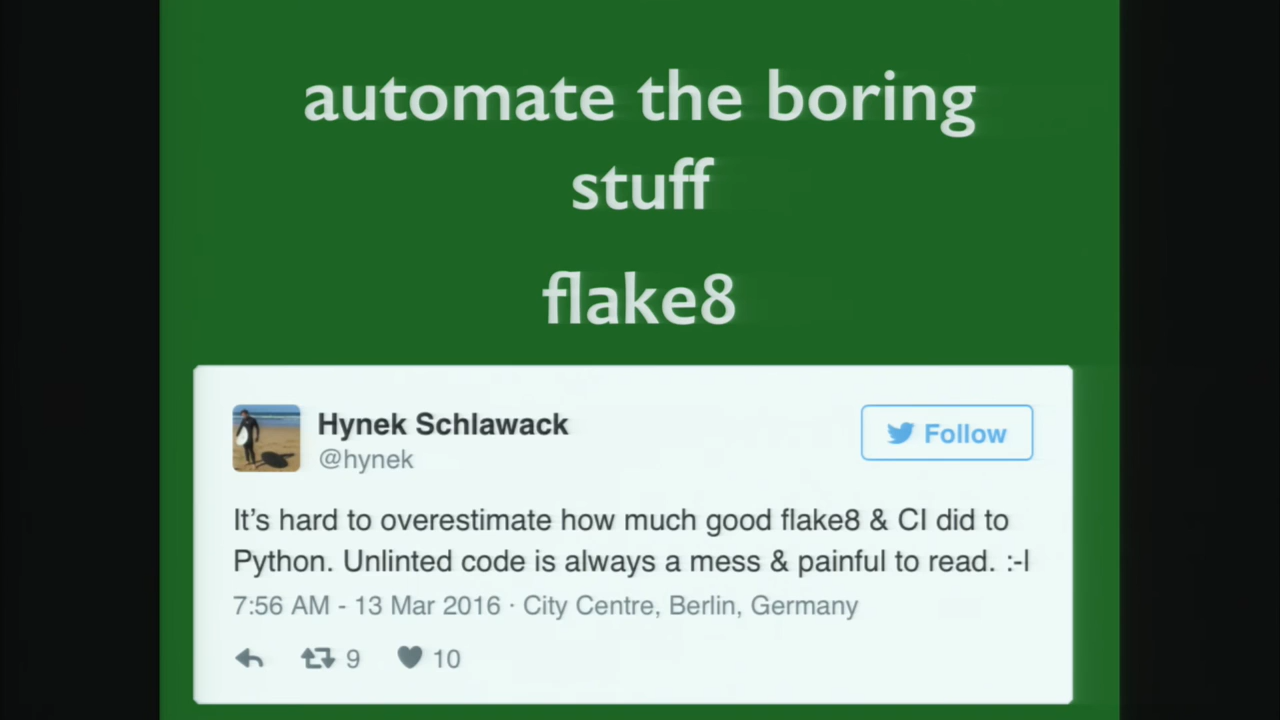 automate the boring
stuff
flake8
Hynek Schlawack
@hynek
Follow
It's hard to overestimate how much good flake8 & CI did to
Python. Unlinted code is always a mess & painful to read. :-|
7:56 AM - 13 Mar 2016 · City Centre, Berlin, Germany
9 10